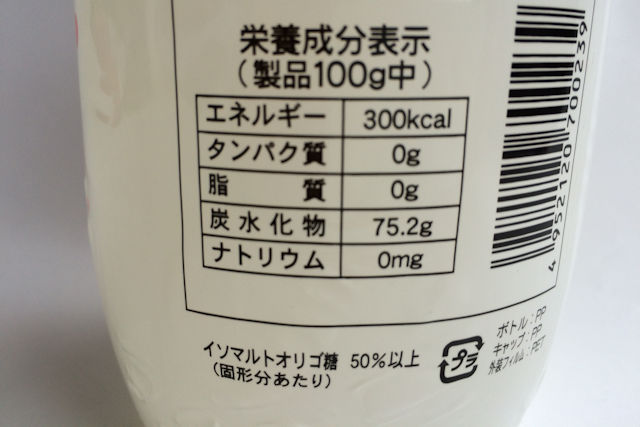 栄養成分表示
(製品100g中)
エネルギー 300kcal
タンパク質 0g
脂質 0g
炭水化物 75.2g
ナトリウム 0mg
4 952120 700239
イソマルトオリゴ糖 50%以上
(固形分あたり)
プラ
ボトル:PP
キャップ:PP
外装フィルム:PET